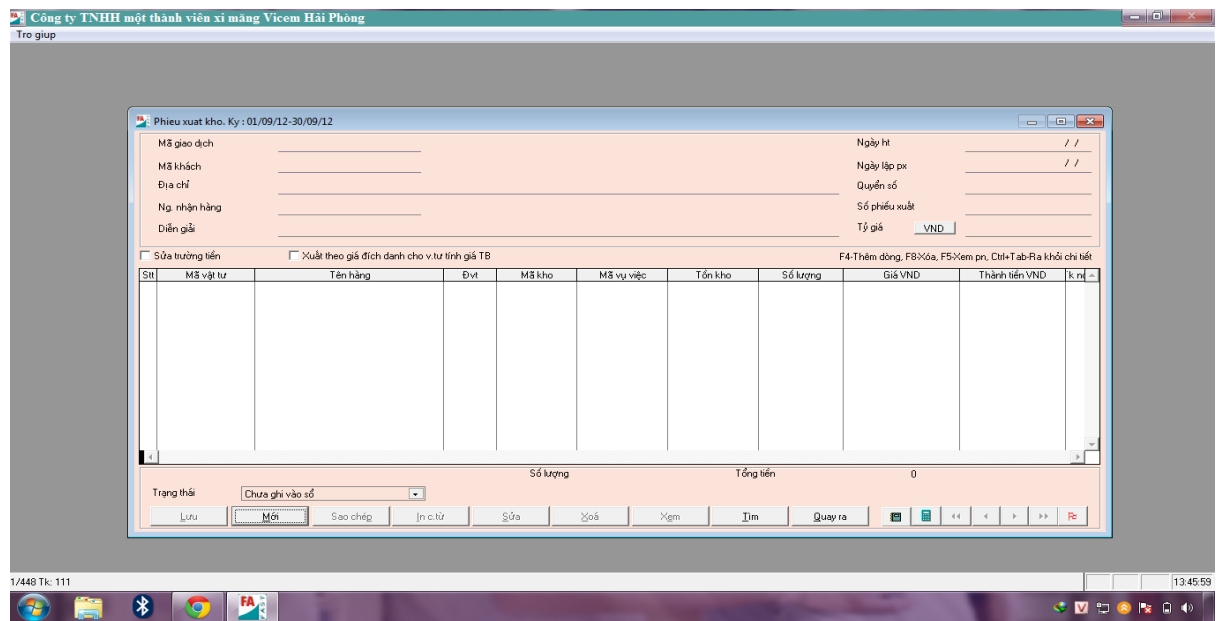 Công ty TNHH một thành viên xi măng Vicem Hải Phòng
Tro giup
Phieu xuat kho. Ky : 01/09/12-30/09/12
Mã giao dịch Ngày ht / /
Mã khách Ngày lập px / /
Địa chỉ Quyển số
Ng. nhận hàng Số phiếu xuất
Diễn giải Tỷ giá VND
Sửa trường tiền Xuất theo giá đích danh cho v.tư tính giá TB F4-Thêm dòng, F8-Xóa, F5-Xem pn, Ctrl+Tab-Ra khỏi chi tiết
Stt Mã vật tư Tên hàng Đvt Mã kho Mã vụ việc Tồn kho Số lượng Giá VND Thành tiền VND
Số lượng Tổng tiền 0
Trạng thái Chưa ghi vào sổ
Lưu Mới Sao chép In c.từ Sửa Xoá Xem Tìm Quay ra
1/448 Tk: 111 13:45:59
FA